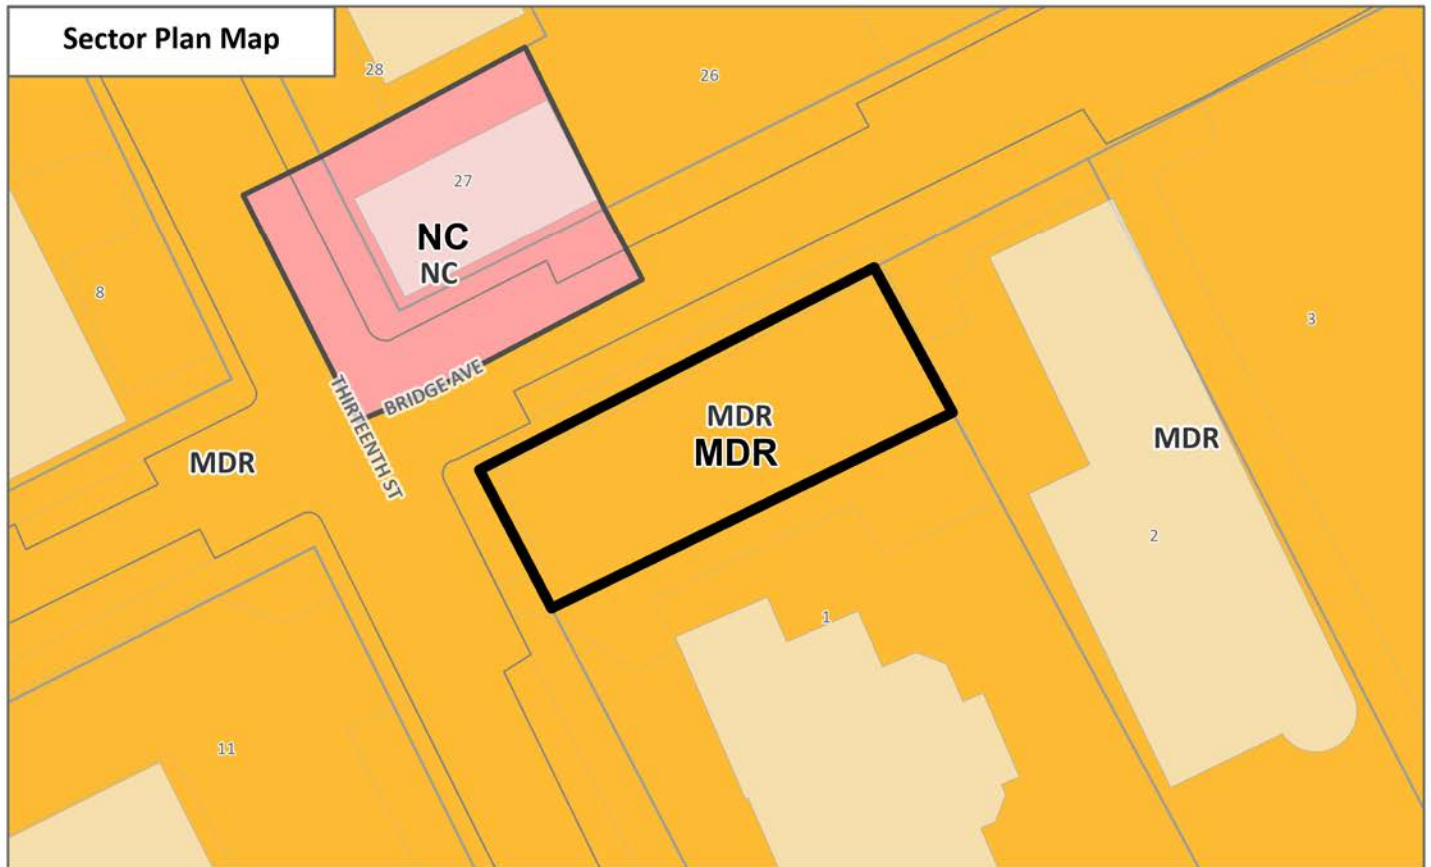 Sector Plan Map
28
26
27
NC
NC
8
3
THIRTEENTH ST
BRIDGE AVE
MDR
MDR
MDR
MDR
2
1
11